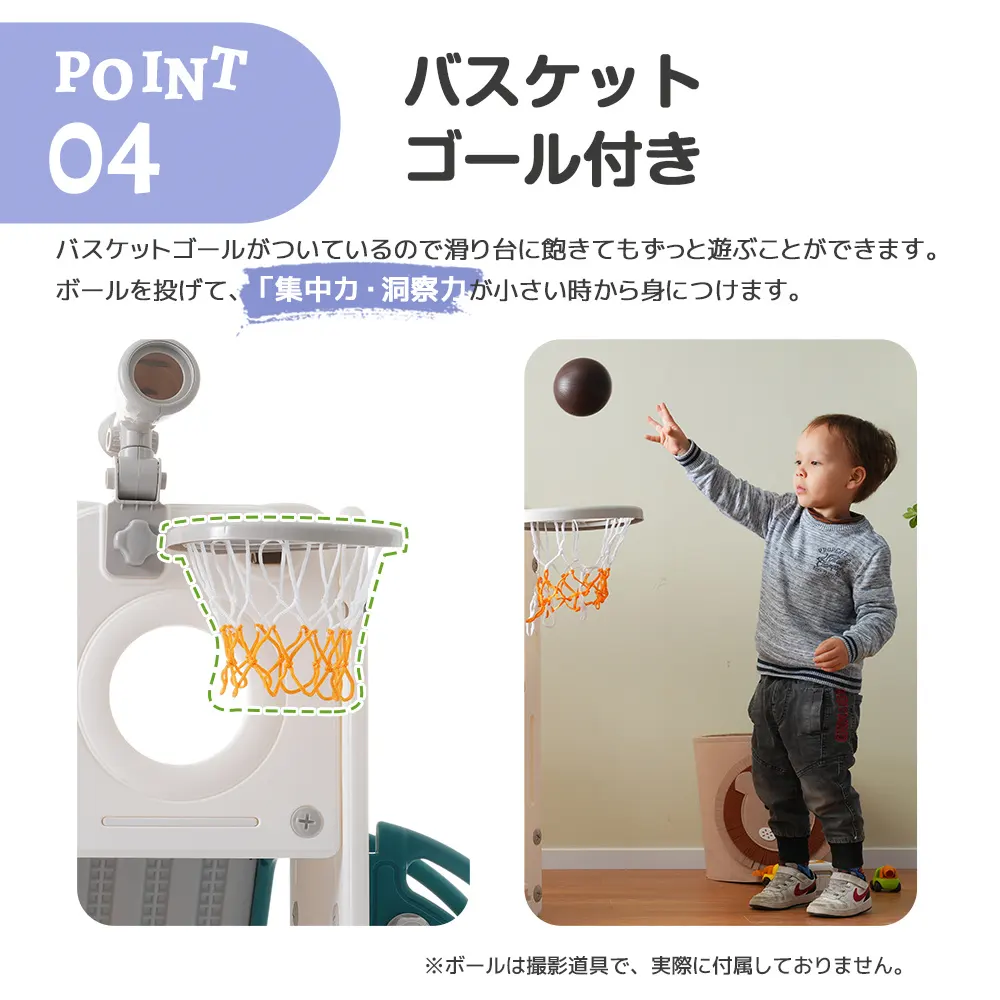 POINT
04
バスケット
ゴール付き
バスケットゴールがついているので滑り台に飽きてもずっと遊ぶことができます。
ボールを投げて、「集中力・洞察力が小さい時から身につけます。
※ボールは撮影道具で、実際に付属しておりません。